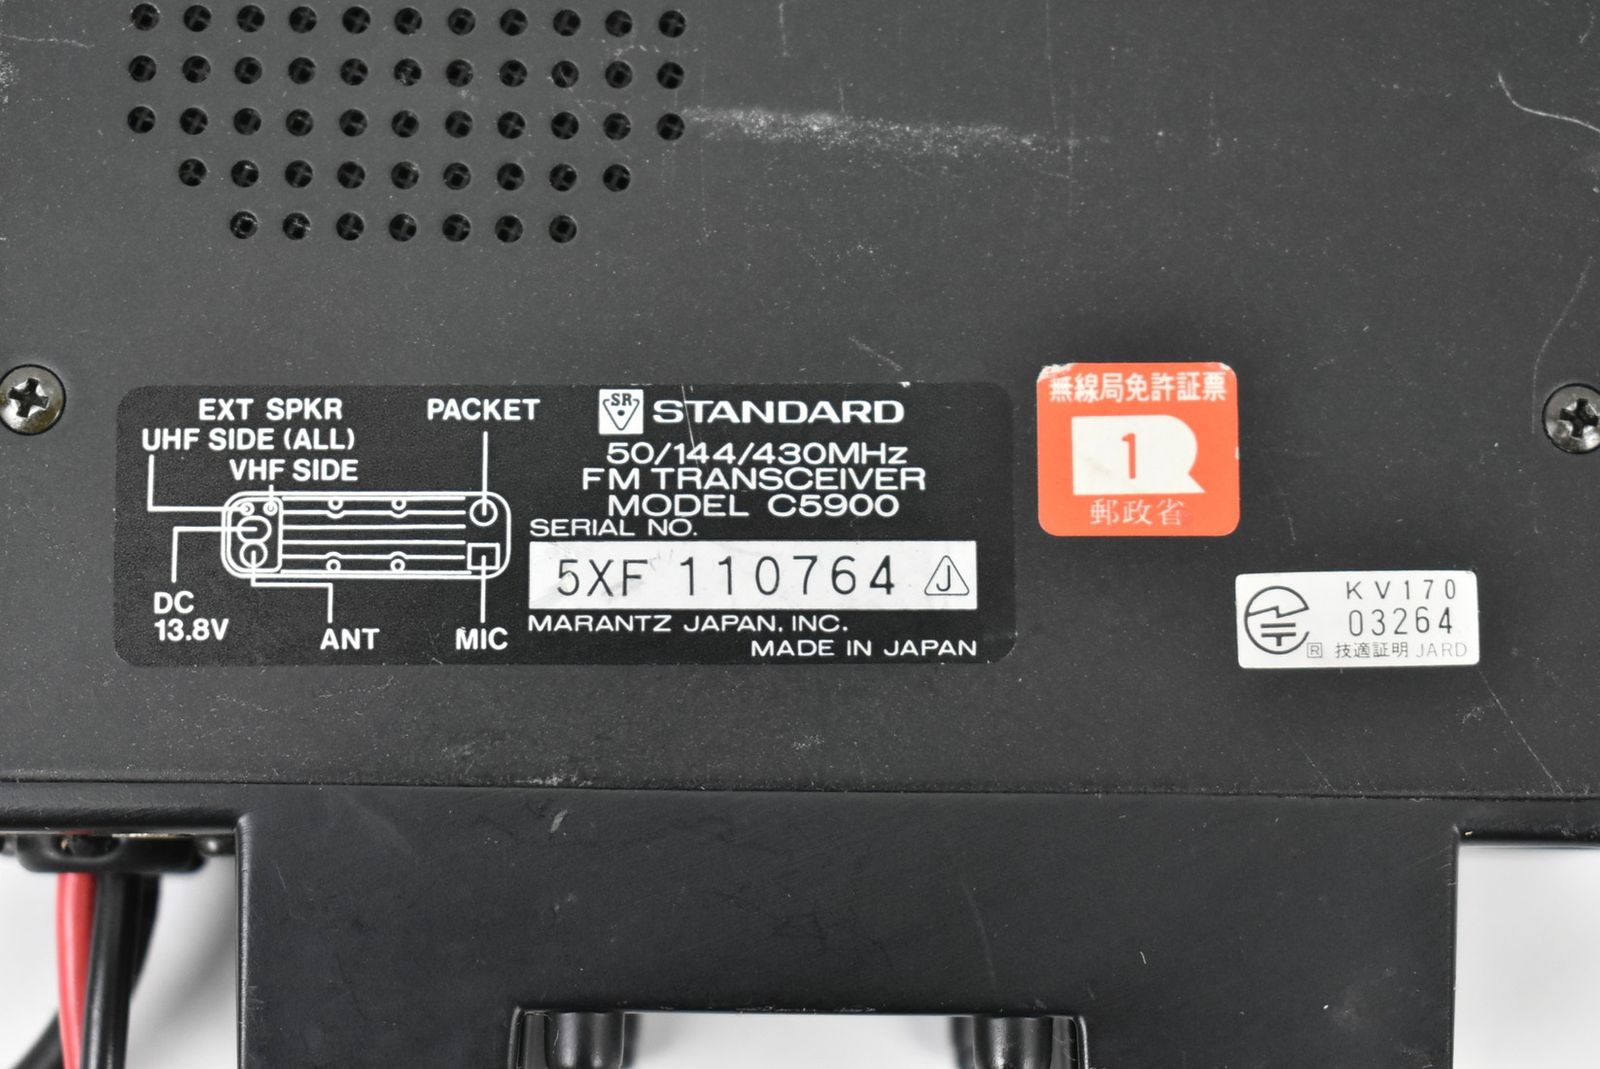 EXT SPKR
UHF SIDE (ALL)
VHF SIDE
PACKET
DC
13.8V
ANT
MIC
SR STANDARD
50/144/430MHz
FM TRANSCEIVER
MODEL C5900
SERIAL NO.
5XF 110764 J
MARANTZ JAPAN, INC.
MADE IN JAPAN
無線局免許証票
1
郵政省
KV170
03264
R 技適証明 JARD